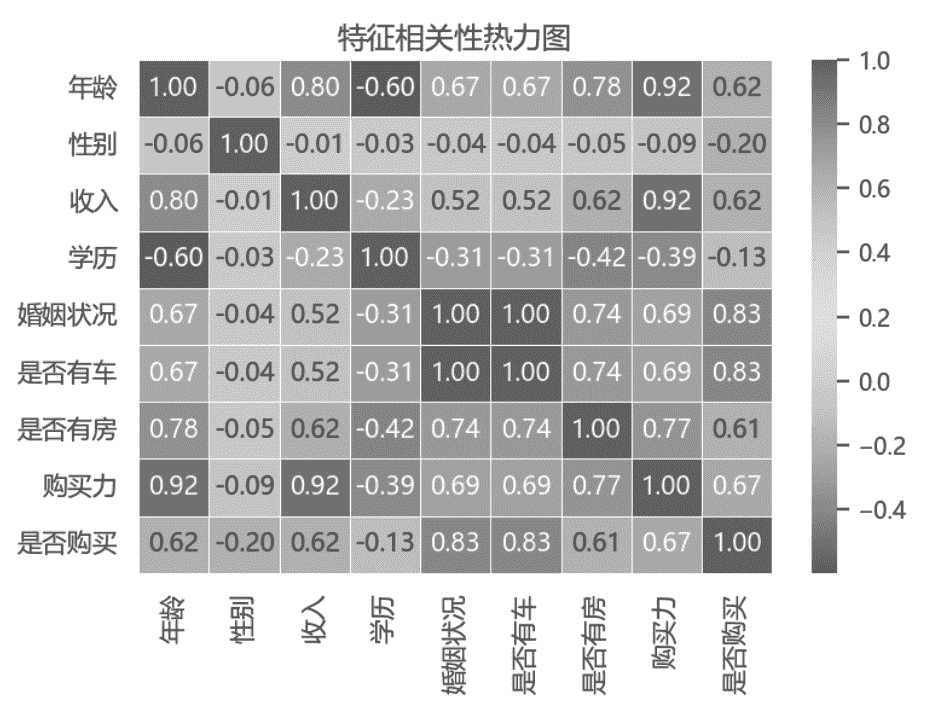 特征相关性热力图
年龄 1.00 -0.06 0.80 -0.60 0.67 0.67 0.78 0.92 0.62
性别 -0.06 1.00 -0.01 -0.03 -0.04 -0.04 -0.05 -0.09 -0.20
收入 0.80 -0.01 1.00 -0.23 0.52 0.52 0.62 0.92 0.62
学历 -0.60 -0.03 -0.23 1.00 -0.31 -0.31 -0.42 -0.39 -0.13
婚姻状况 0.67 -0.04 0.52 -0.31 1.00 1.00 0.74 0.69 0.83
是否有车 0.67 -0.04 0.52 -0.31 1.00 1.00 0.74 0.69 0.83
是否有房 0.78 -0.05 0.62 -0.42 0.74 0.74 1.00 0.77 0.61
购买力 0.92 -0.09 0.92 -0.39 0.69 0.69 0.77 1.00 0.67
是否购买 0.62 -0.20 0.62 -0.13 0.83 0.83 0.61 0.67 1.00
年龄 性别 收入 学历 婚姻状况 是否有车 是否有房 购买力 是否购买
1.0
0.8
0.6
0.4
0.2
0.0
−0.2
−0.4